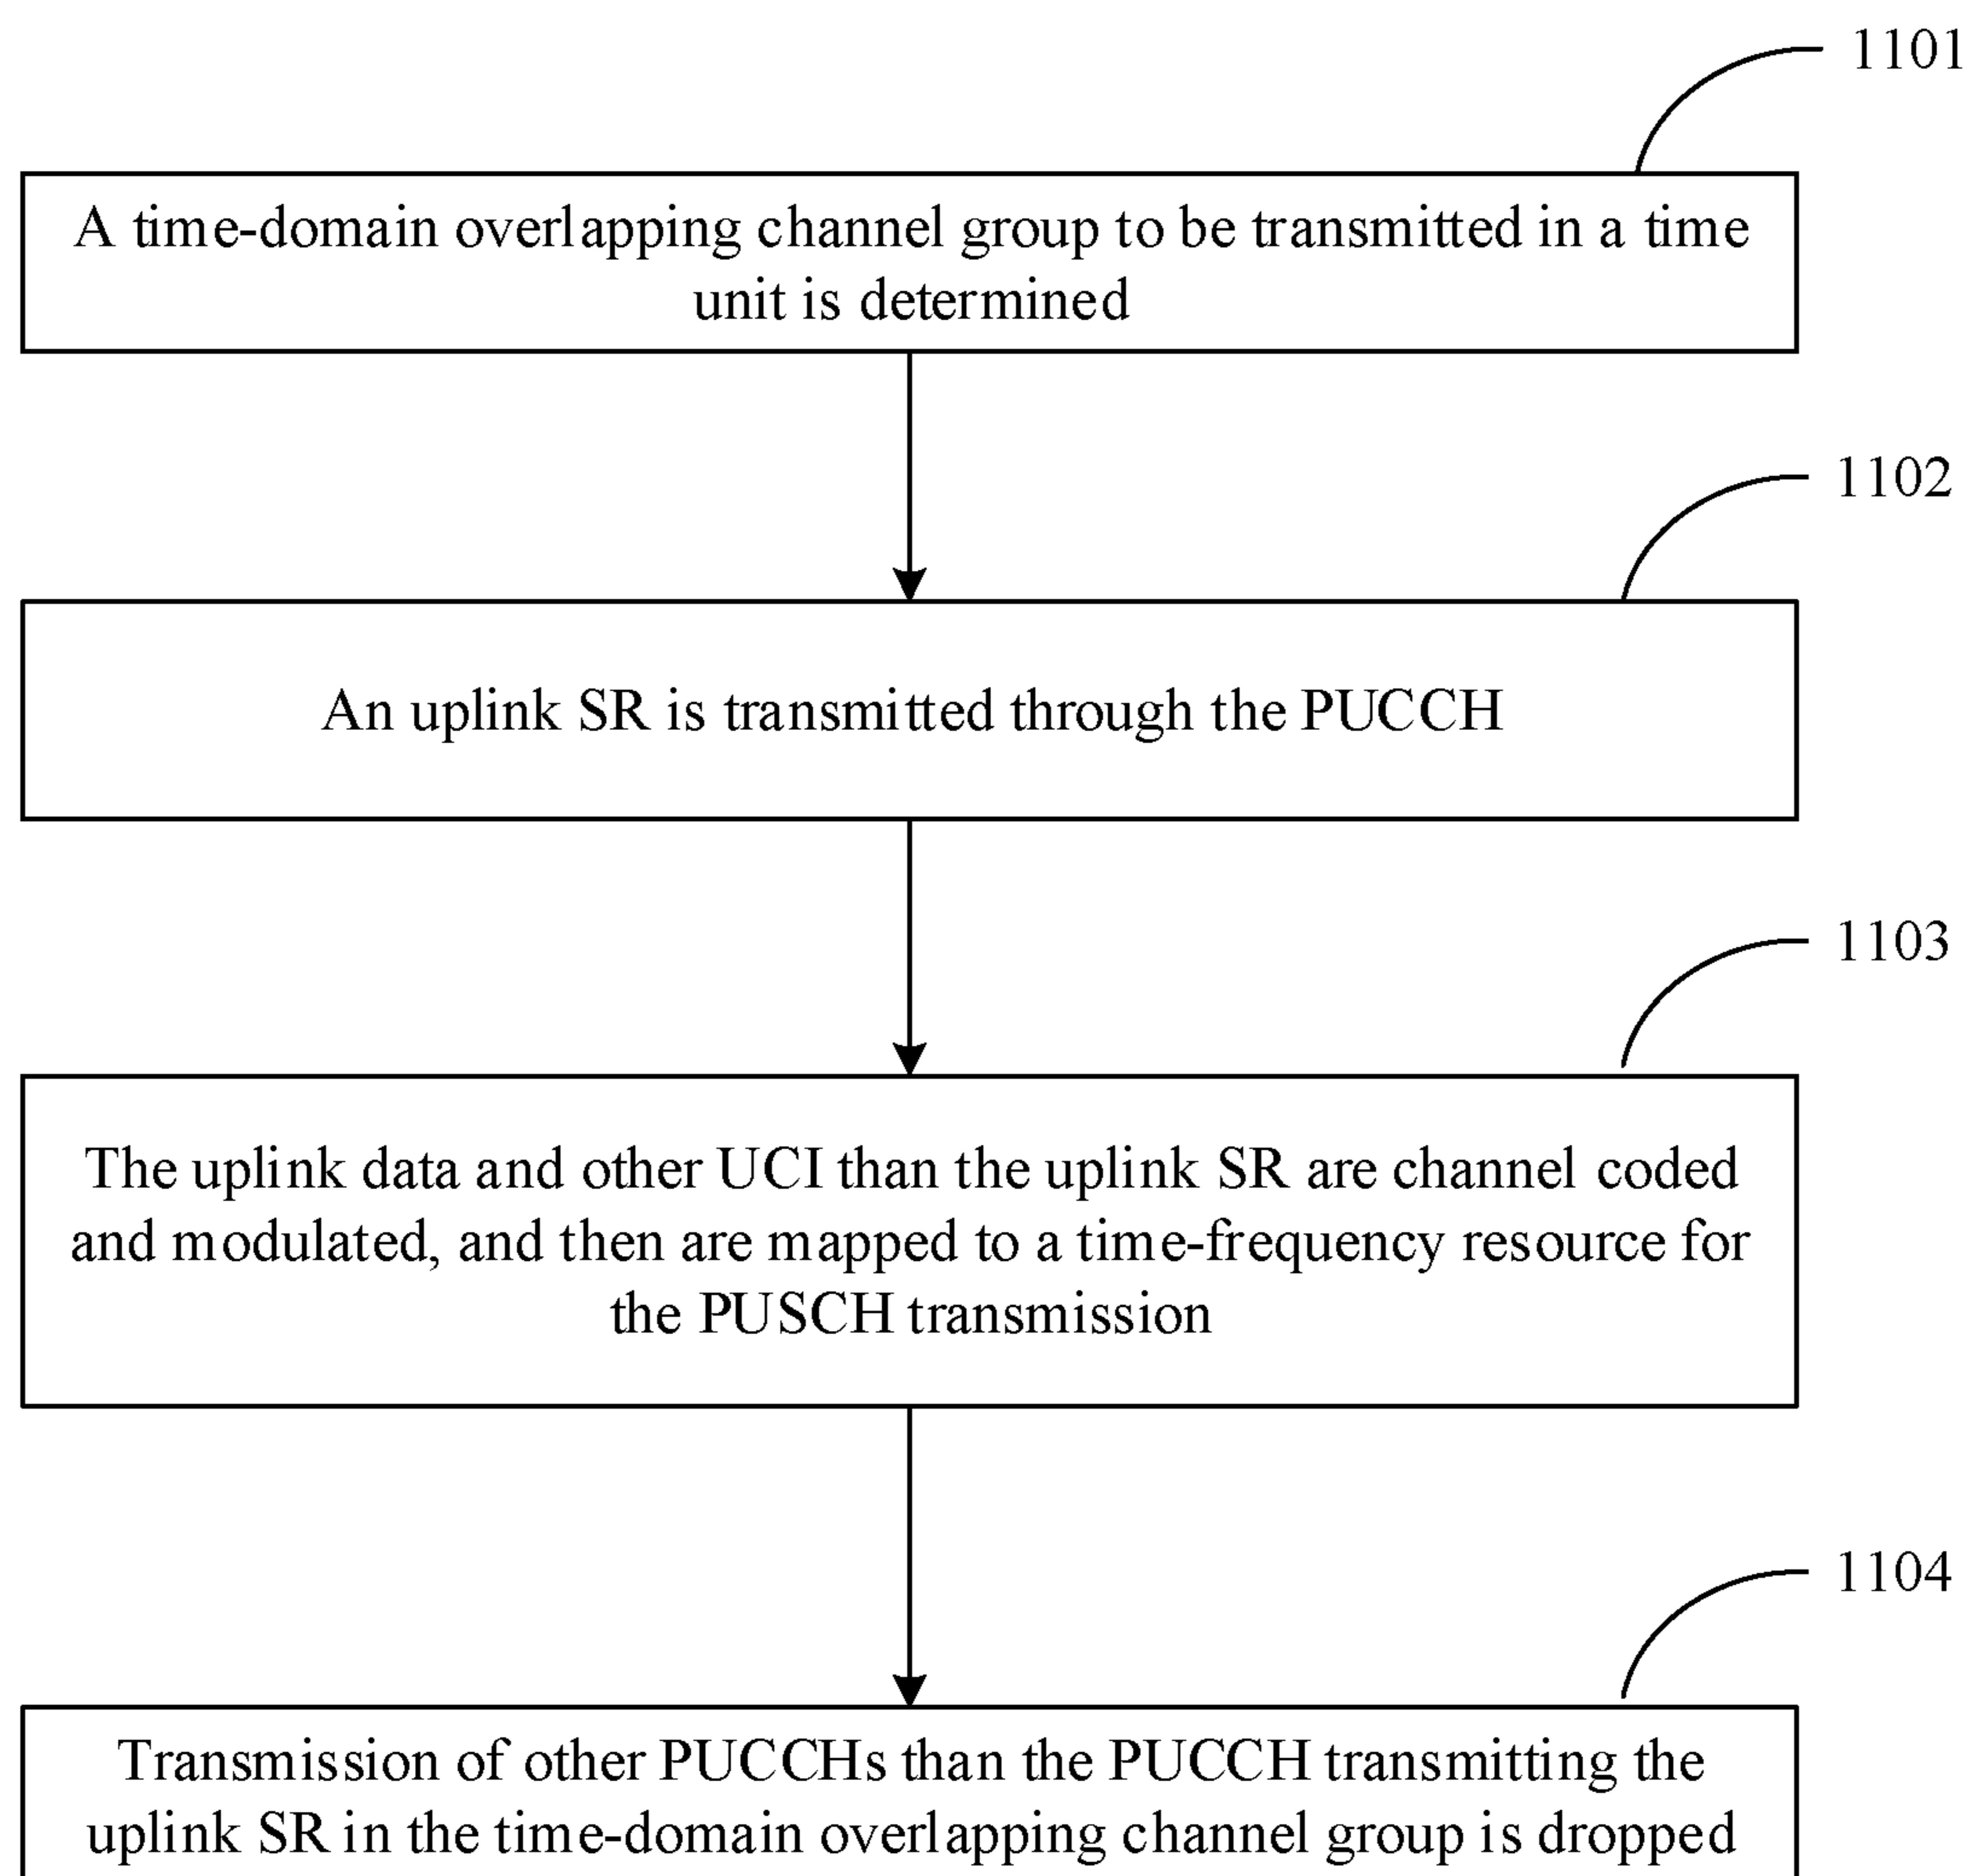 1101
A time-domain overlapping channel group to be transmitted in a time
unit is determined
1102
An uplink SR is transmitted through the PUCCH
1103
The uplink data and other UCI than the uplink SR are channel coded
and modulated, and then are mapped to a time-frequency resource for
the PUSCH transmission
1104
Transmission of other PUCCHs than the PUCCH transmitting the
uplink SR in the time-domain overlapping channel group is dropped